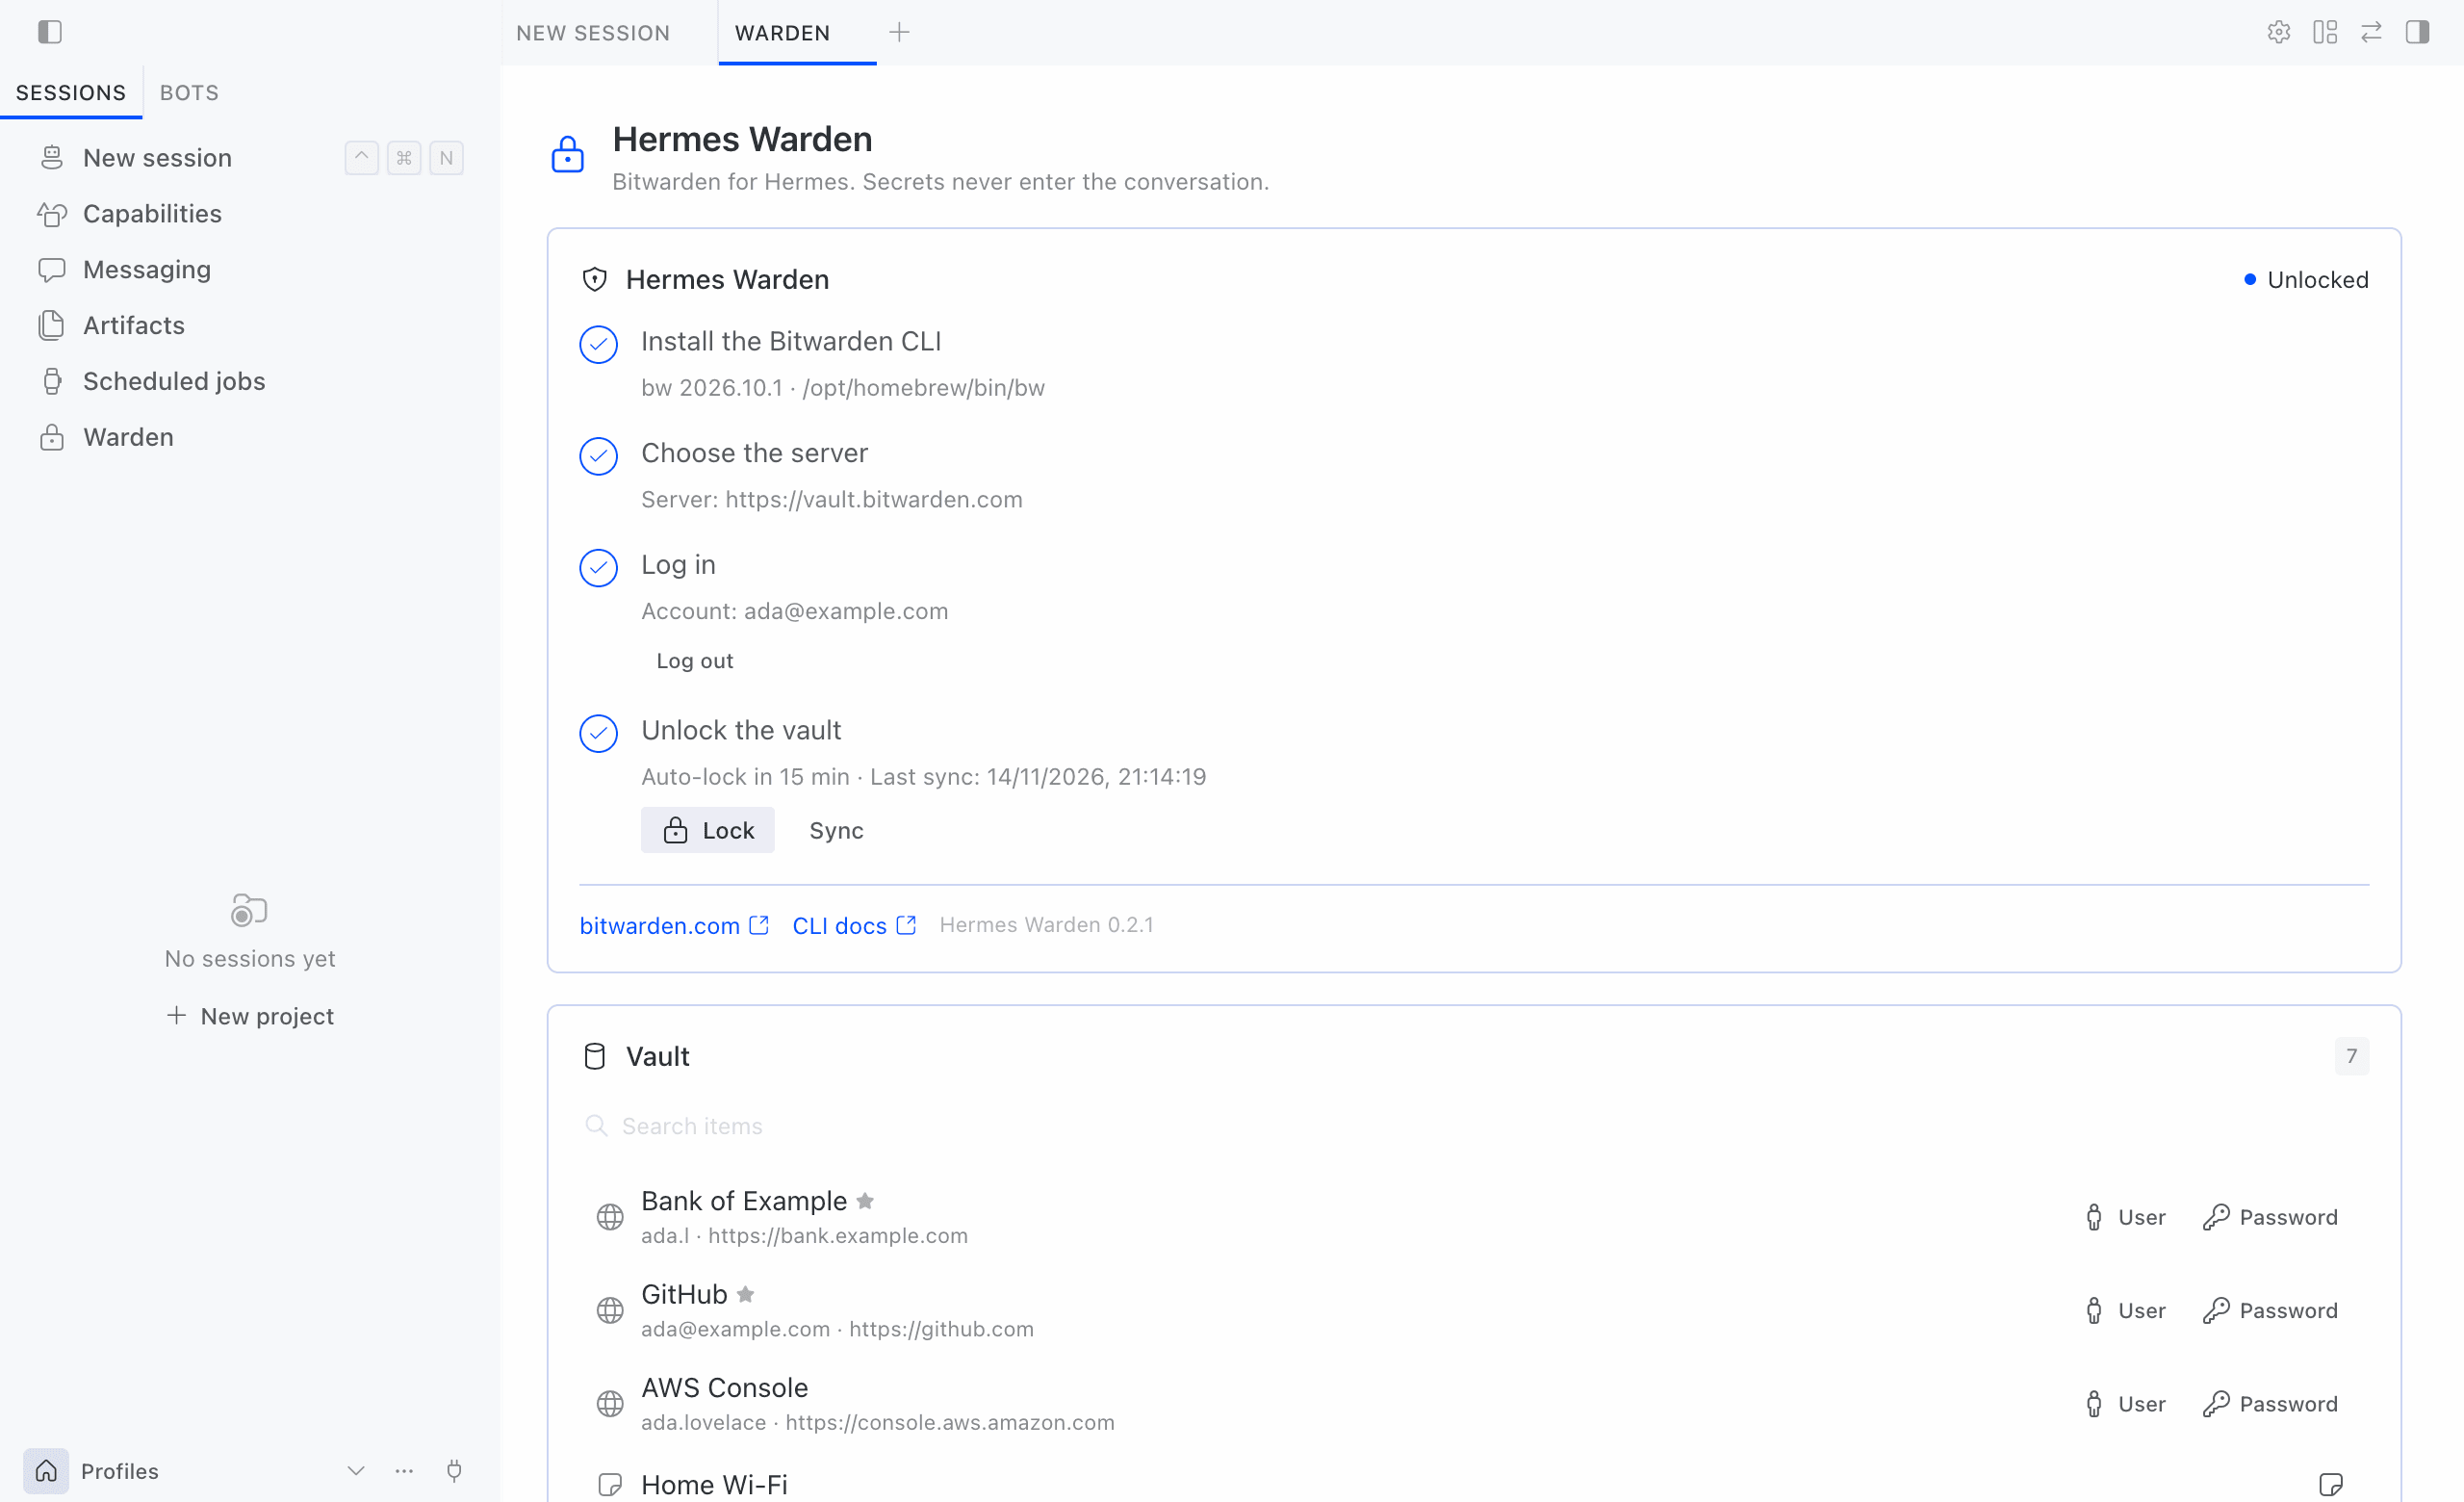 NEW SESSION
WARDEN
SESSIONS
BOTS
New session
^ ⌘ N
Capabilities
Messaging
Artifacts
Scheduled jobs
Warden
No sessions yet
New project
Profiles
Hermes Warden
Bitwarden for Hermes. Secrets never enter the conversation.
Hermes Warden
Unlocked
Install the Bitwarden CLI
bw 2026.10.1 · /opt/homebrew/bin/bw
Choose the server
Server: https://vault.bitwarden.com
Log in
Account: ada@example.com
Log out
Unlock the vault
Auto-lock in 15 min · Last sync: 14/11/2026, 21:14:19
Lock
Sync
bitwarden.com
CLI docs
Hermes Warden 0.2.1
Vault
7
Search items
Bank of Example
ada.l · https://bank.example.com
User
Password
GitHub
ada@example.com · https://github.com
User
Password
AWS Console
ada.lovelace · https://console.aws.amazon.com
User
Password
Home Wi-Fi